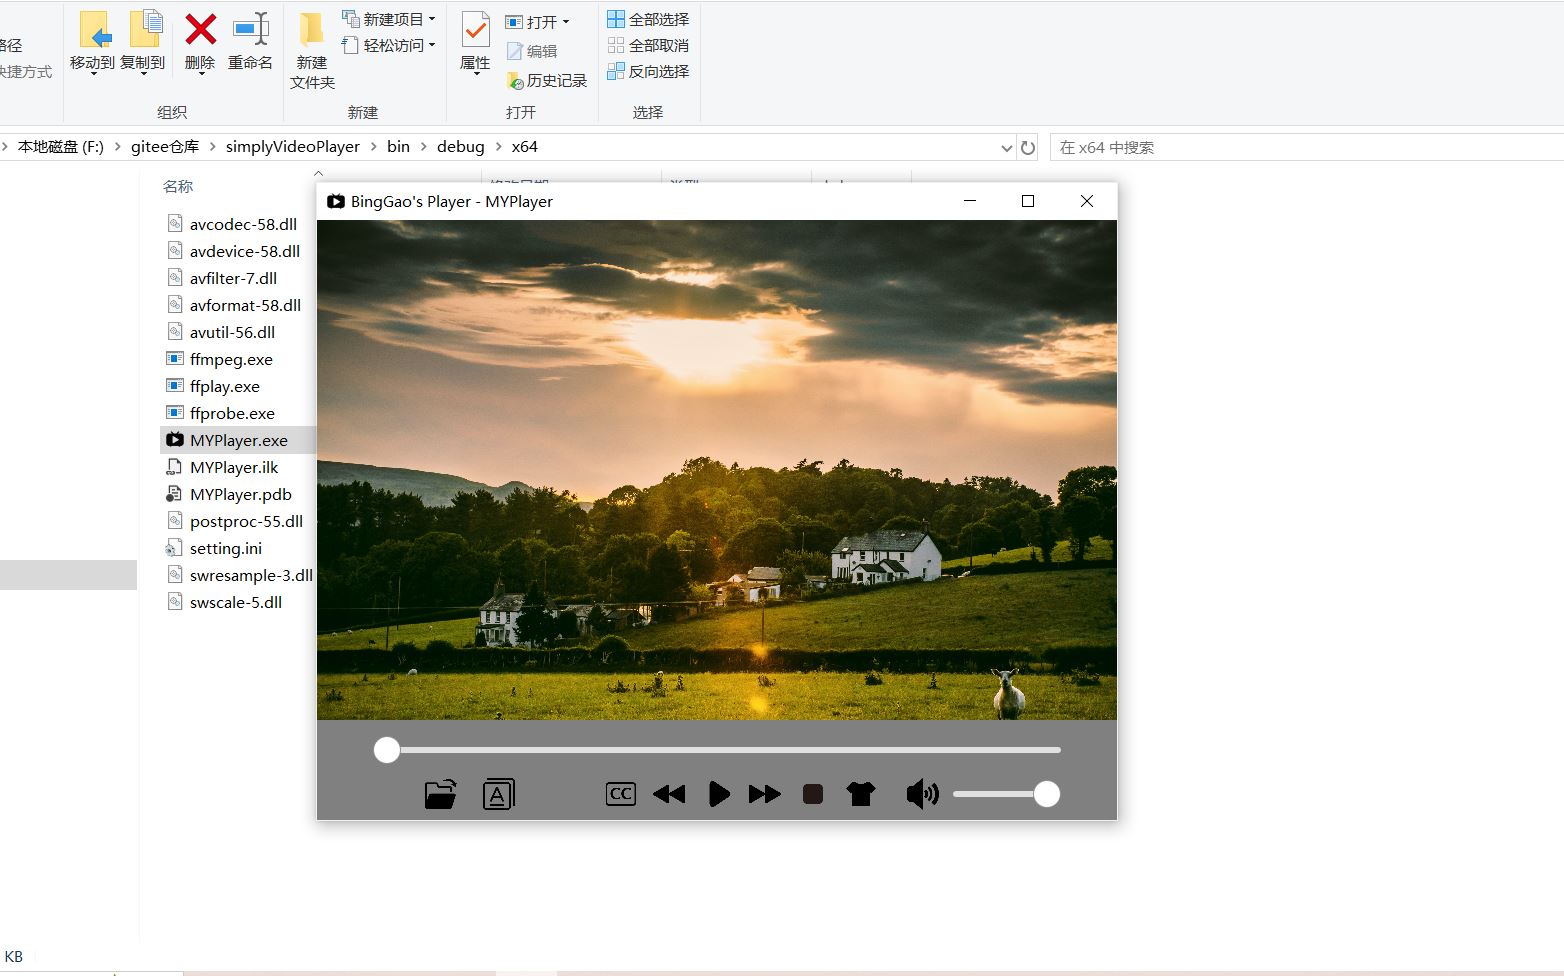 移动到
复制到
删除
重命名
新建
文件夹
新建项目
轻松访问
属性
打开
编辑
历史记录
全部选择
全部取消
反向选择
快捷方式
组织
新建
打开
选择
本地磁盘 (F:)
gitee仓库
simplyVideoPlayer
bin
debug
x64
在 x64 中搜索
名称
avcodec-58.dll
avdevice-58.dll
avfilter-7.dll
avformat-58.dll
avutil-56.dll
ffmpeg.exe
ffplay.exe
ffprobe.exe
MYPlayer.exe
MYPlayer.ilk
MYPlayer.pdb
postproc-55.dll
setting.ini
swresample-3.dll
swscale-5.dll
BingGao's Player - MYPlayer
A
CC
KB